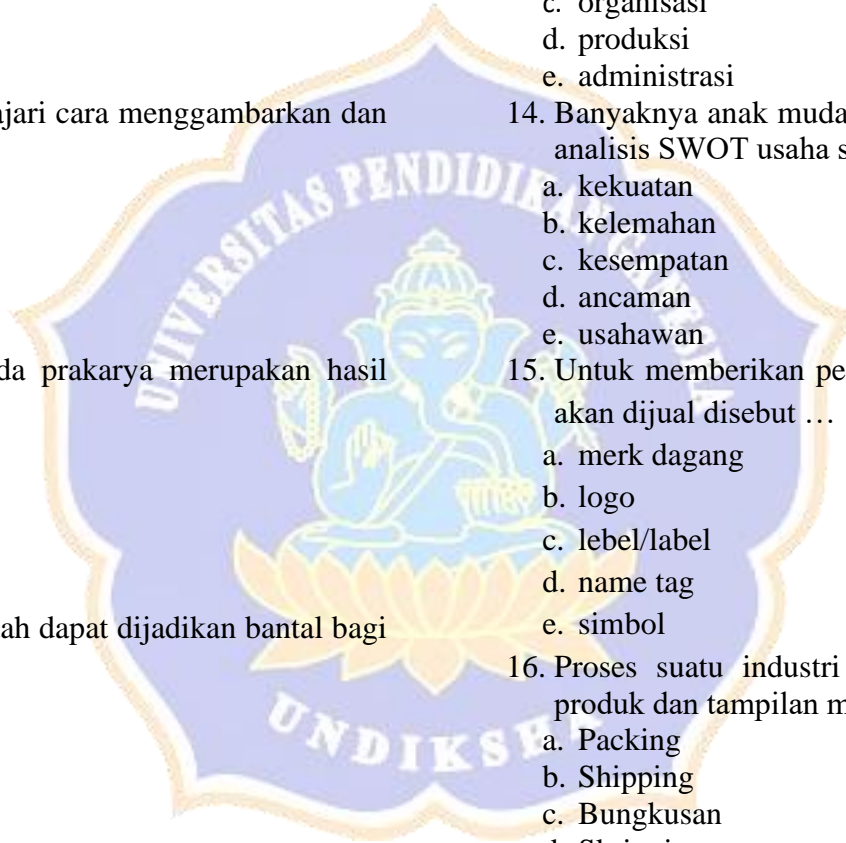 ajari cara menggambarkan dan
da prakarya merupakan hasil
ah dapat dijadikan bantal bagi
c. organisasi
d. produksi
e. administrasi
14. Banyaknya anak muda
analisis SWOT usaha s
a. kekuatan
b. kelemahan
c. kesempatan
d. ancaman
e. usahawan
15. Untuk memberikan pe
akan dijual disebut …
a. merk dagang
b. logo
c. lebel/label
d. name tag
e. simbol
16. Proses suatu industri
produk dan tampilan m
a. Packing
b. Shipping
c. Bungkusan
UNIVERSITAS PENDIDIKAN GANESHA
UNDIKSHA